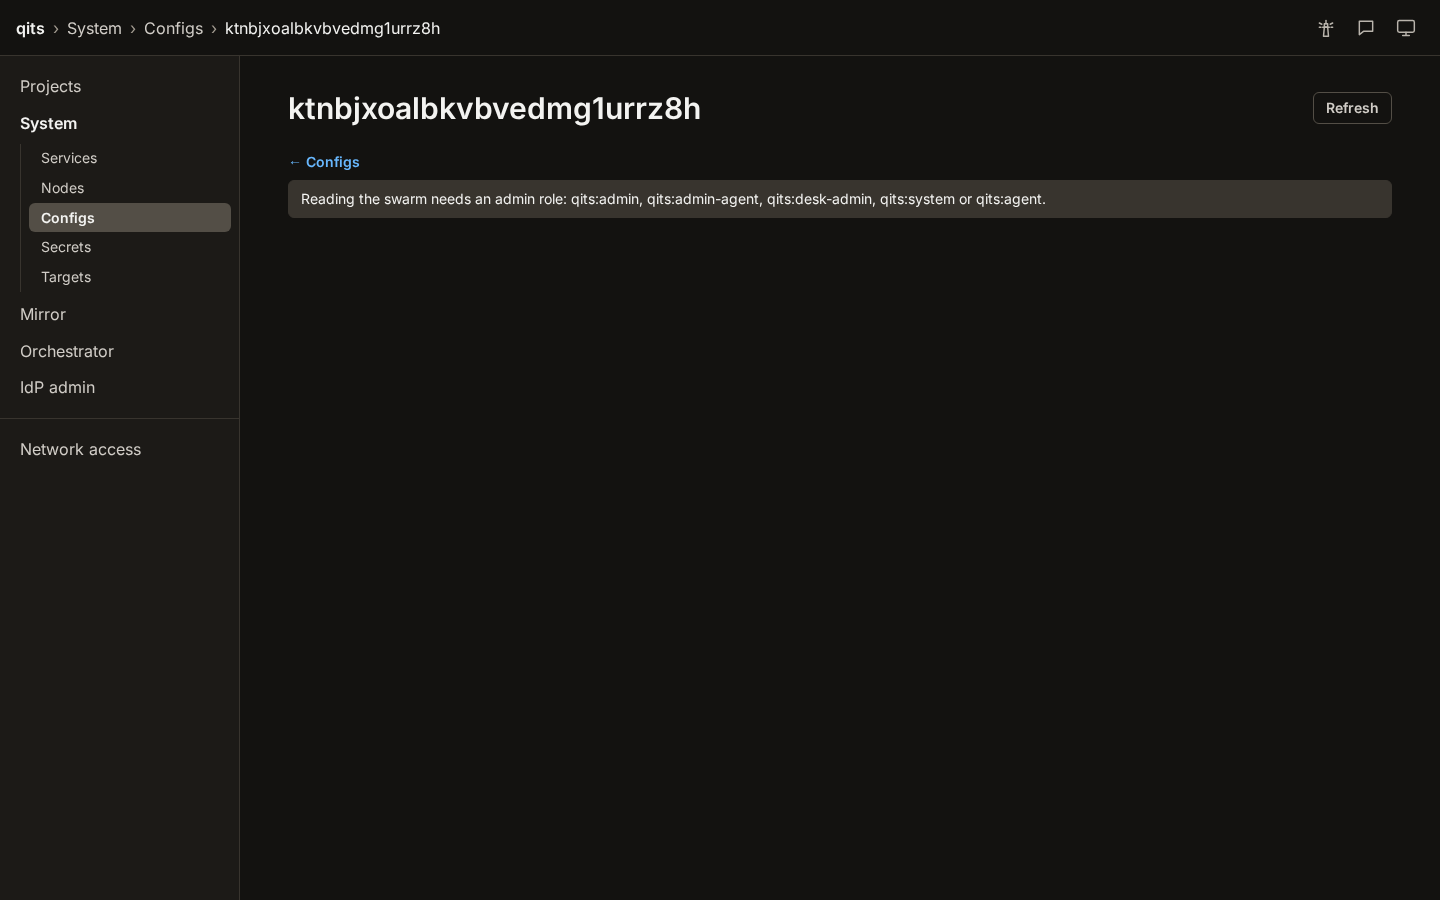 qits › System › Configs › ktnbjxoalbkvbvedmg1urrz8h
Projects
System
Services
Nodes
Configs
Secrets
Targets
Mirror
Orchestrator
IdP admin
Network access
ktnbjxoalbkvbvedmg1urrz8h
Refresh
← Configs
Reading the swarm needs an admin role: qits:admin, qits:admin-agent, qits:desk-admin, qits:system or qits:agent.